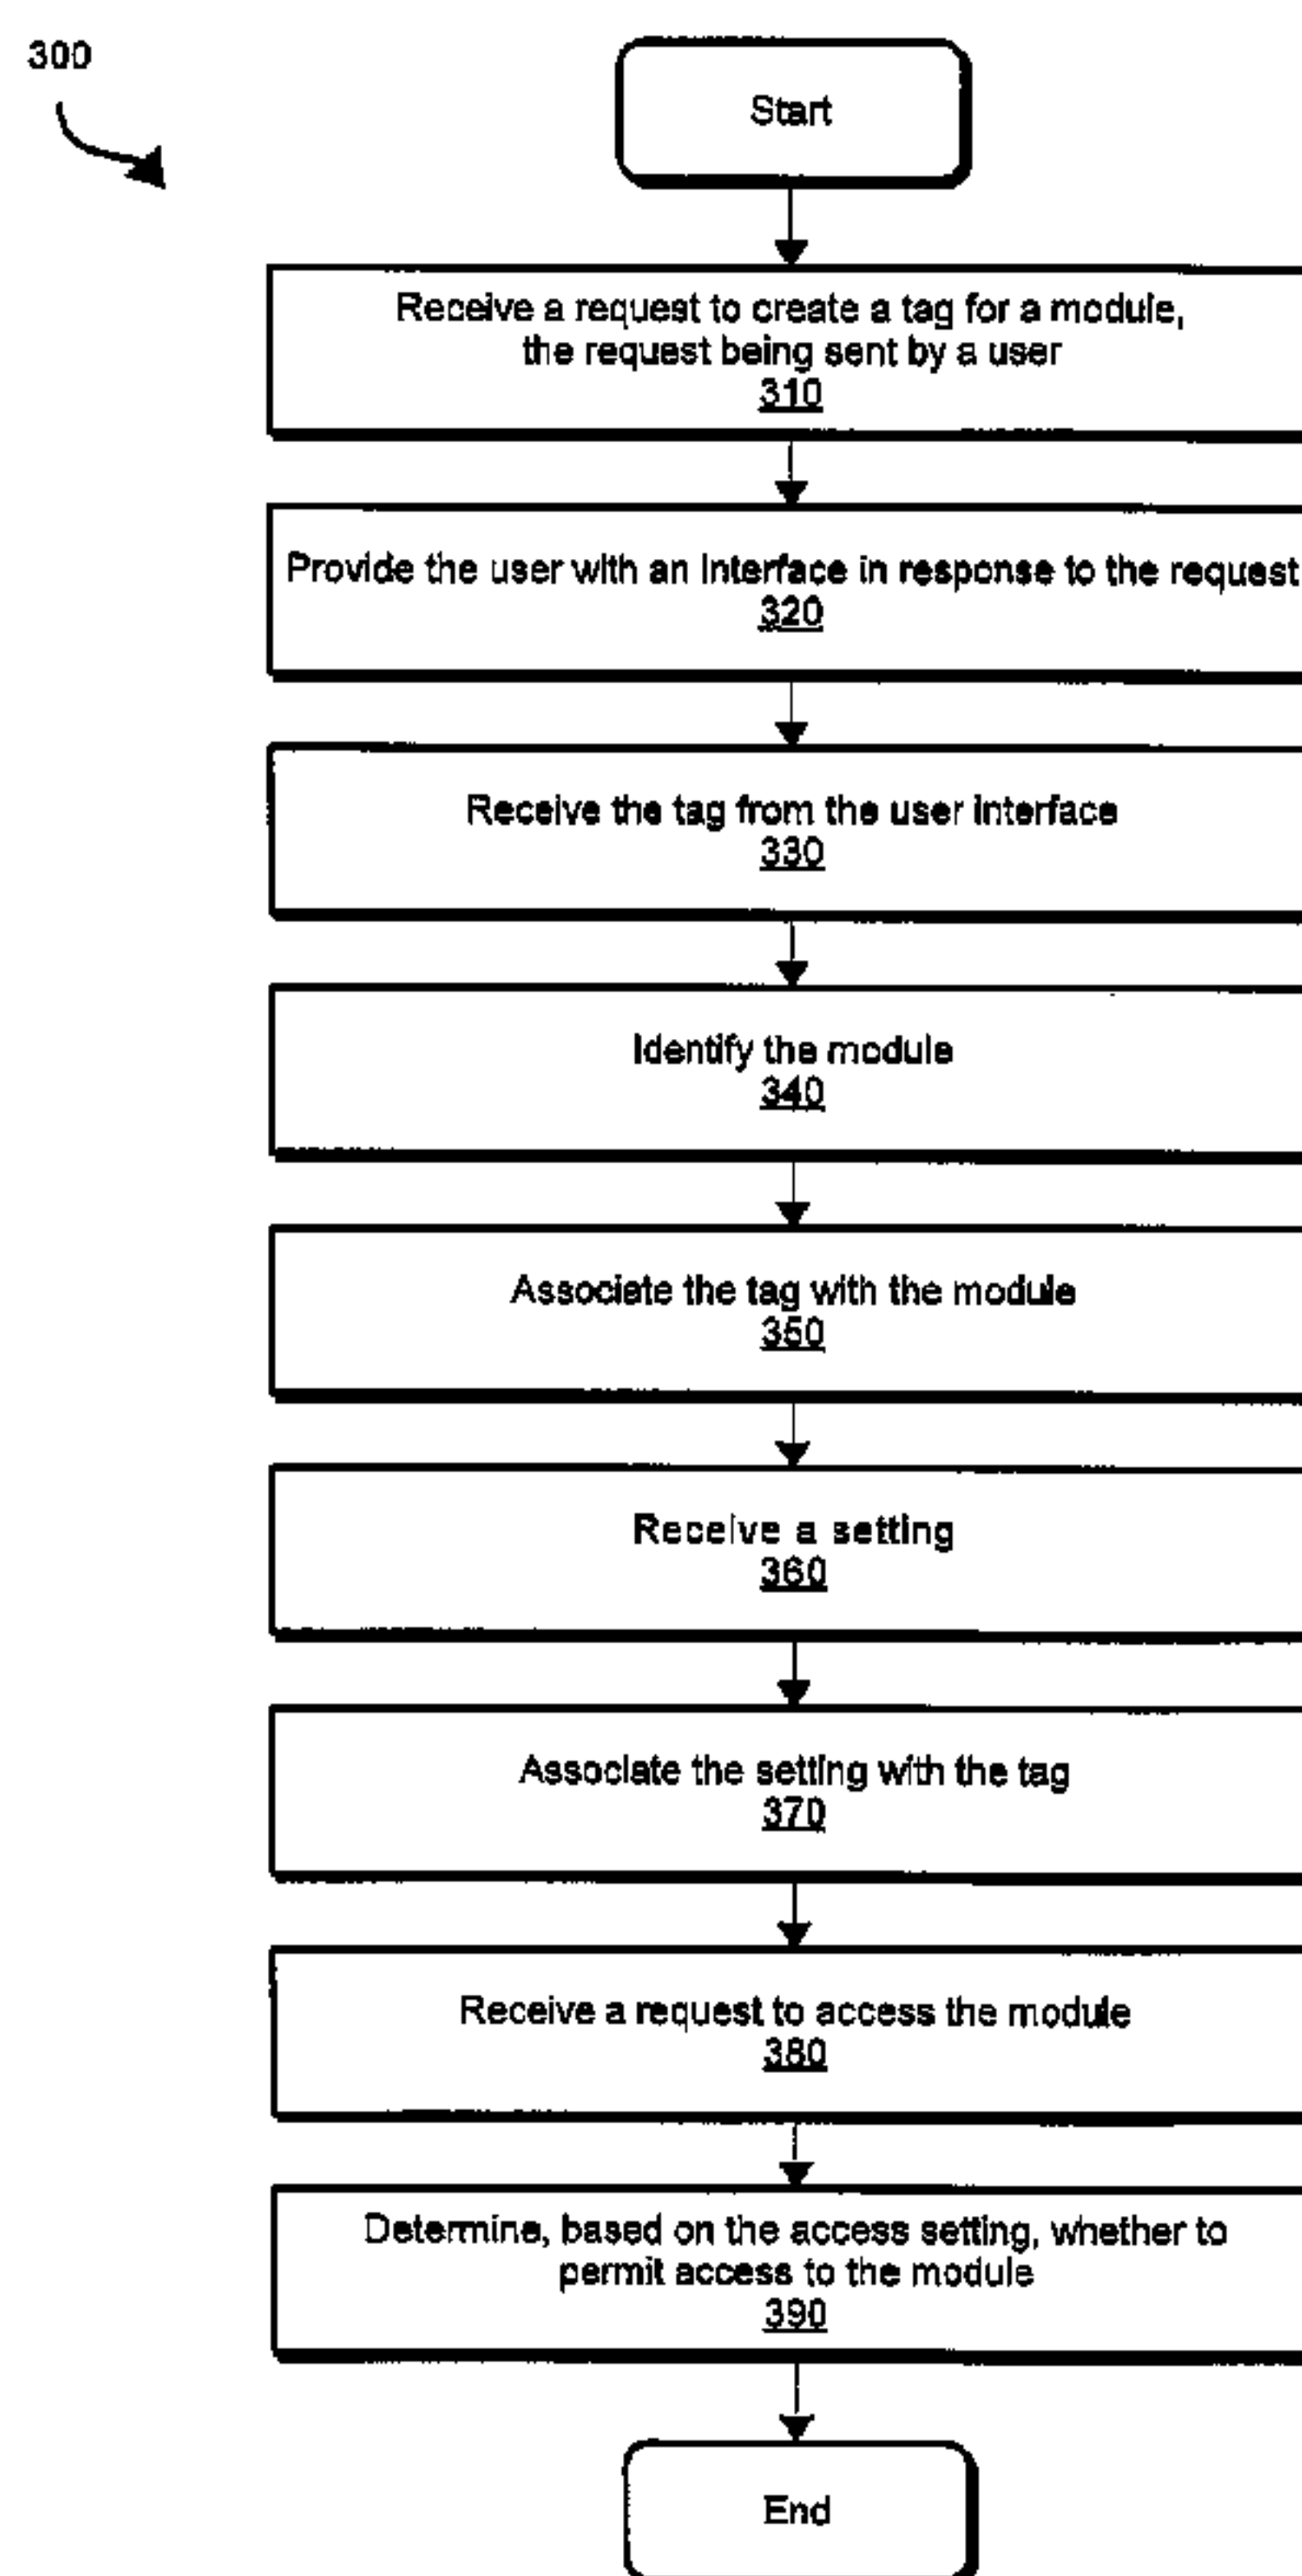 300
Start
Receive a request to create a tag for a module,
the request being sent by a user
310
Provide the user with an interface in response to the request
320
Receive the tag from the user interface
330
Identify the module
340
Associate the tag with the module
350
Receive a setting
360
Associate the setting with the tag
370
Receive a request to access the module
380
Determine, based on the access setting, whether to
permit access to the module
390
End